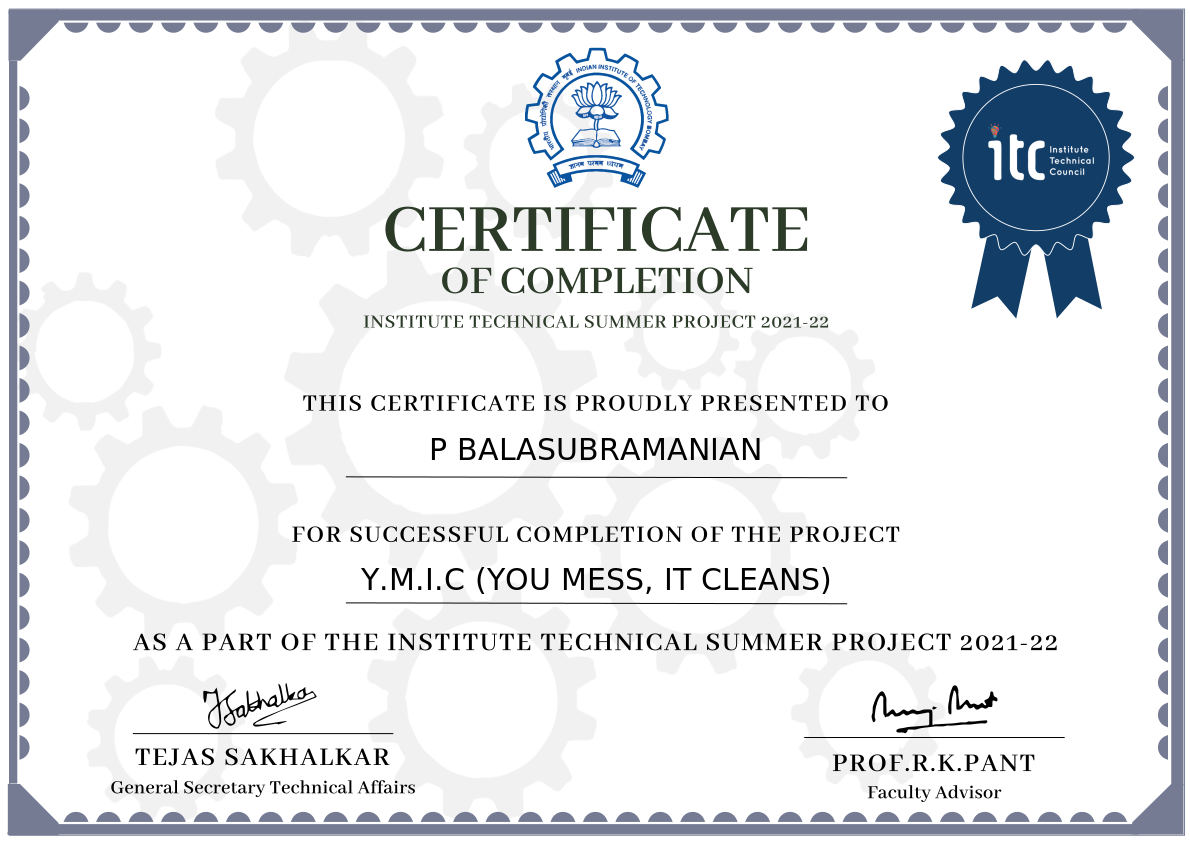 भारतीय प्रौद्योगिकी संस्थान मुंबई INDIAN INSTITUTE OF TECHNOLOGY BOMBAY
ज्ञानम परमम ध्येयम
itc Institute
Technical
Council
CERTIFICATE
OF COMPLETION
INSTITUTE TECHNICAL SUMMER PROJECT 2021-22
THIS CERTIFICATE IS PROUDLY PRESENTED TO
P BALASUBRAMANIAN
FOR SUCCESSFUL COMPLETION OF THE PROJECT
Y.M.I.C (YOU MESS, IT CLEANS)
AS A PART OF THE INSTITUTE TECHNICAL SUMMER PROJECT 2021-22
TSakhalkar
TEJAS SAKHALKAR
General Secretary Technical Affairs
PROF.R.K.PANT
Faculty Advisor